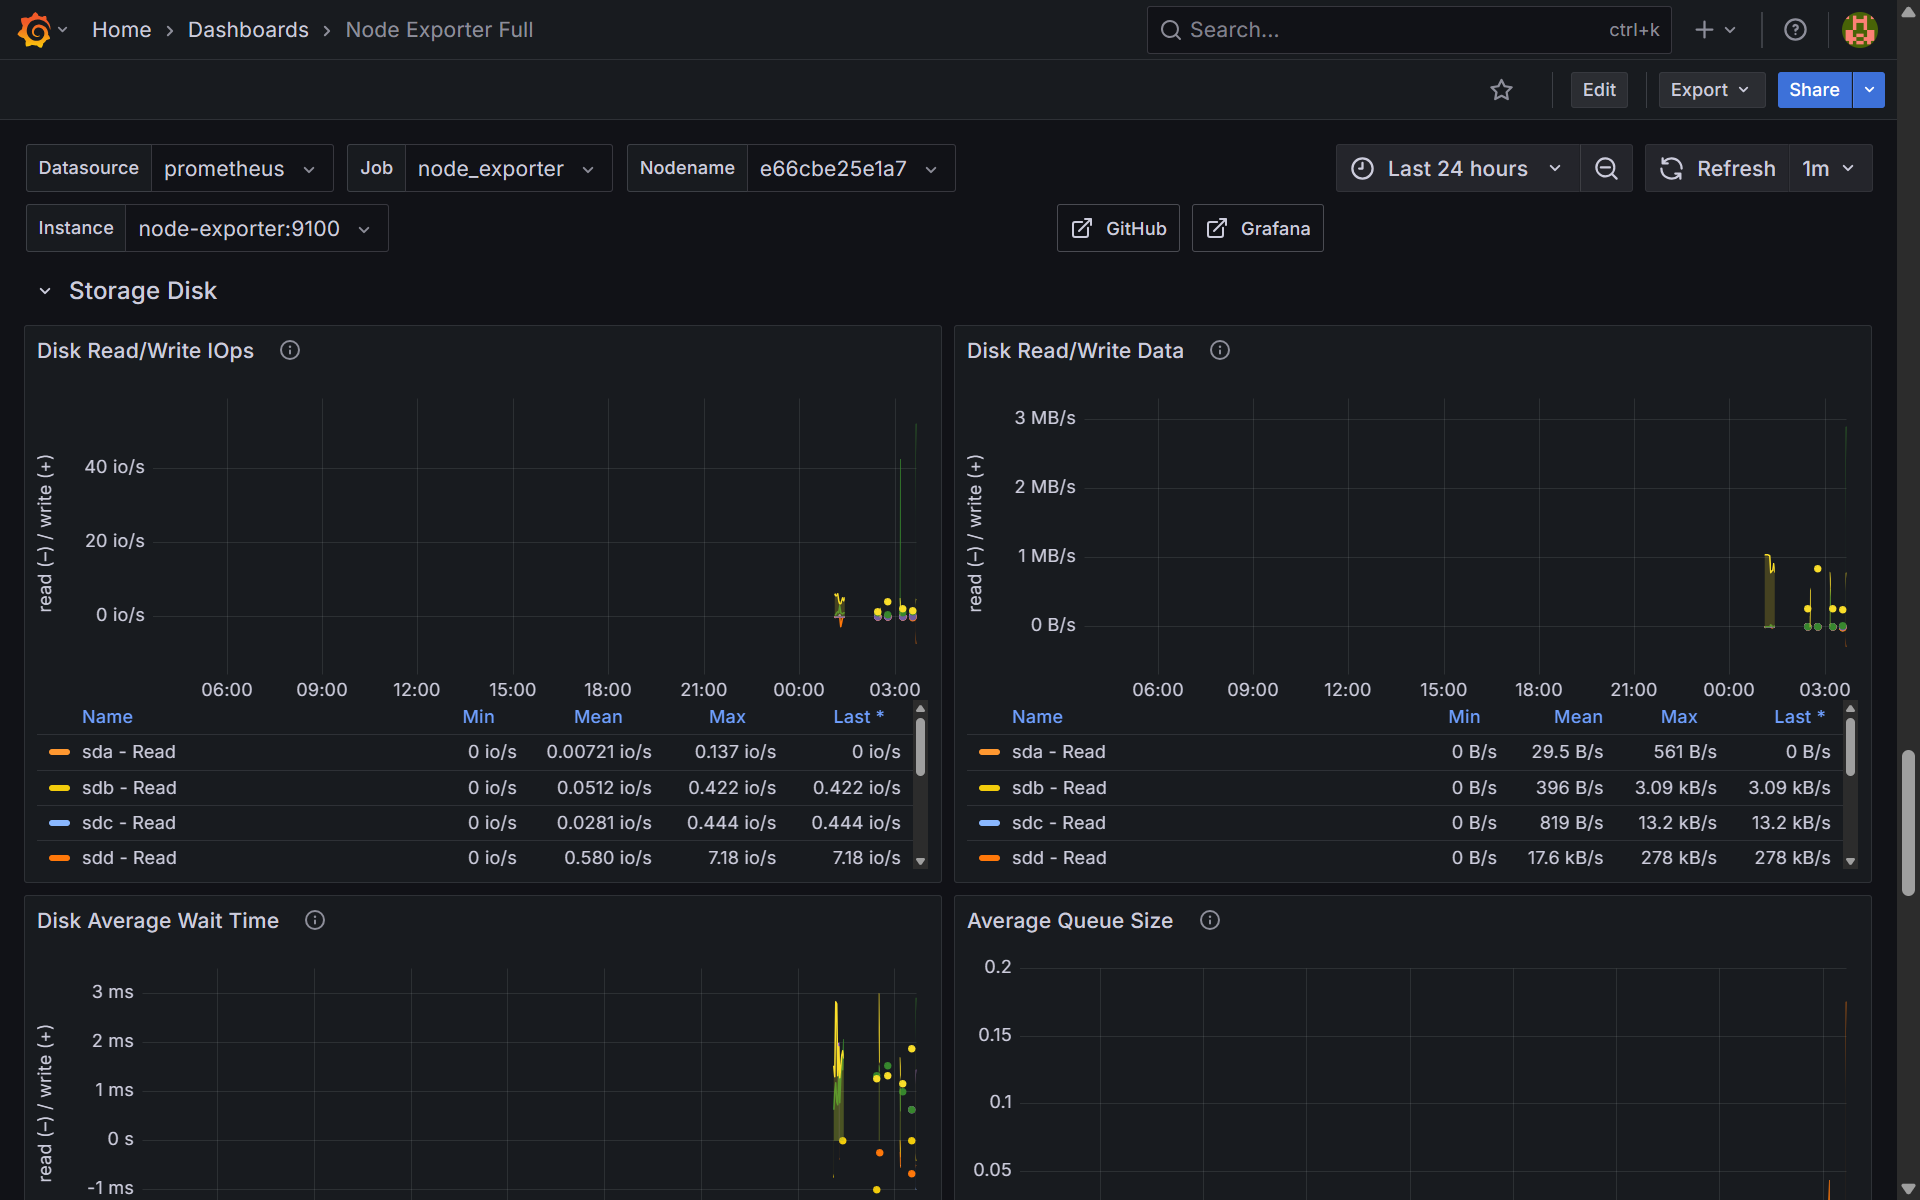 Home › Dashboards › Node Exporter Full
Search... ctrl+k
Edit Export Share
Datasource prometheus Job node_exporter Nodename e66cbe25e1a7 Last 24 hours Refresh 1m
Instance node-exporter:9100 GitHub Grafana
Storage Disk
Disk Read/Write IOps
read (–) / write (+)
40 io/s
20 io/s
0 io/s
06:00 09:00 12:00 15:00 18:00 21:00 00:00 03:00
Name Min Mean Max Last *
sda - Read 0 io/s 0.00721 io/s 0.137 io/s 0 io/s
sdb - Read 0 io/s 0.0512 io/s 0.422 io/s 0.422 io/s
sdc - Read 0 io/s 0.0281 io/s 0.444 io/s 0.444 io/s
sdd - Read 0 io/s 0.580 io/s 7.18 io/s 7.18 io/s
Disk Read/Write Data
read (–) / write (+)
3 MB/s
2 MB/s
1 MB/s
0 B/s
06:00 09:00 12:00 15:00 18:00 21:00 00:00 03:00
Name Min Mean Max Last *
sda - Read 0 B/s 29.5 B/s 561 B/s 0 B/s
sdb - Read 0 B/s 396 B/s 3.09 kB/s 3.09 kB/s
sdc - Read 0 B/s 819 B/s 13.2 kB/s 13.2 kB/s
sdd - Read 0 B/s 17.6 kB/s 278 kB/s 278 kB/s
Disk Average Wait Time
read (–) / write (+)
3 ms
2 ms
1 ms
0 s
-1 ms
Average Queue Size
0.2
0.15
0.1
0.05